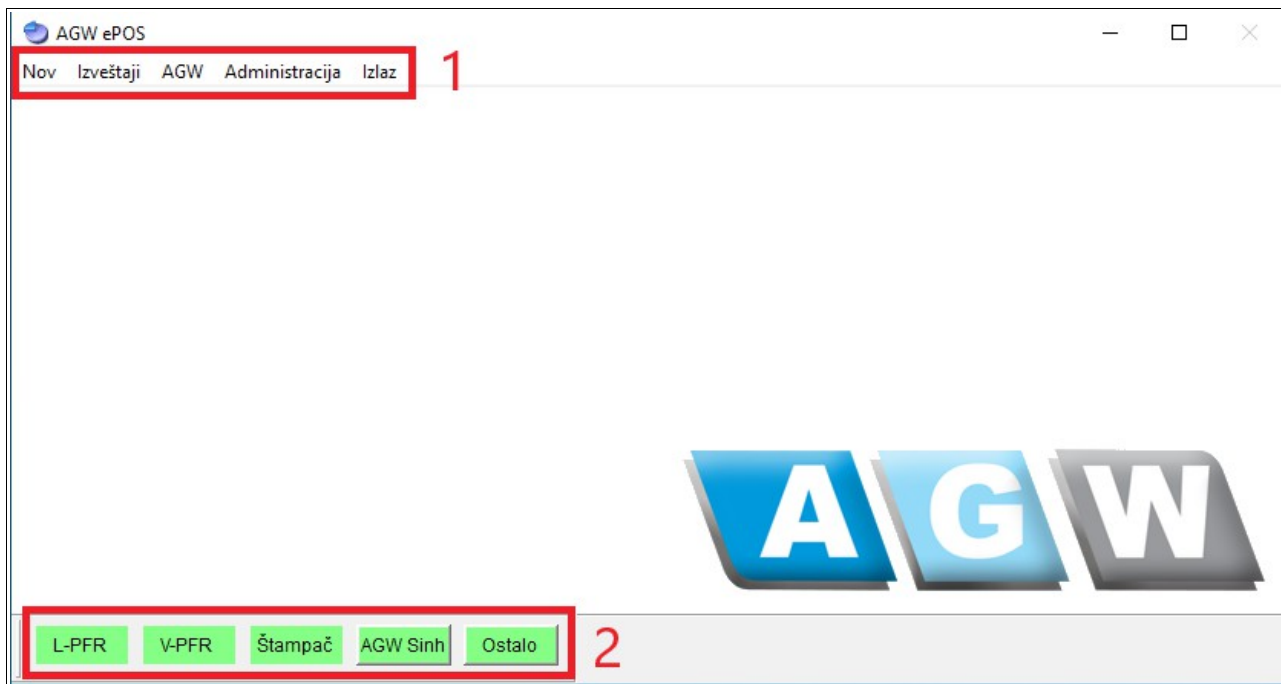 AGW ePOS
Nov Izveštaji AGW Administracija Izlaz 1
AGW
L-PFR V-PFR Štampač AGW Sinh Ostalo 2